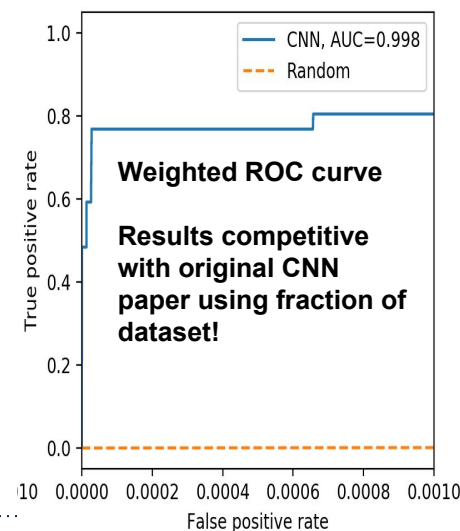 1.0
CNN, AUC=0.998
Random
0.8
Weighted ROC curve
0.6
Results competitive
with original CNN
paper using fraction of
dataset!
True positive rate
0.4
0.2
0.0
10 0.0000 0.0002 0.0004 0.0006 0.0008 0.0010
...
False positive rate